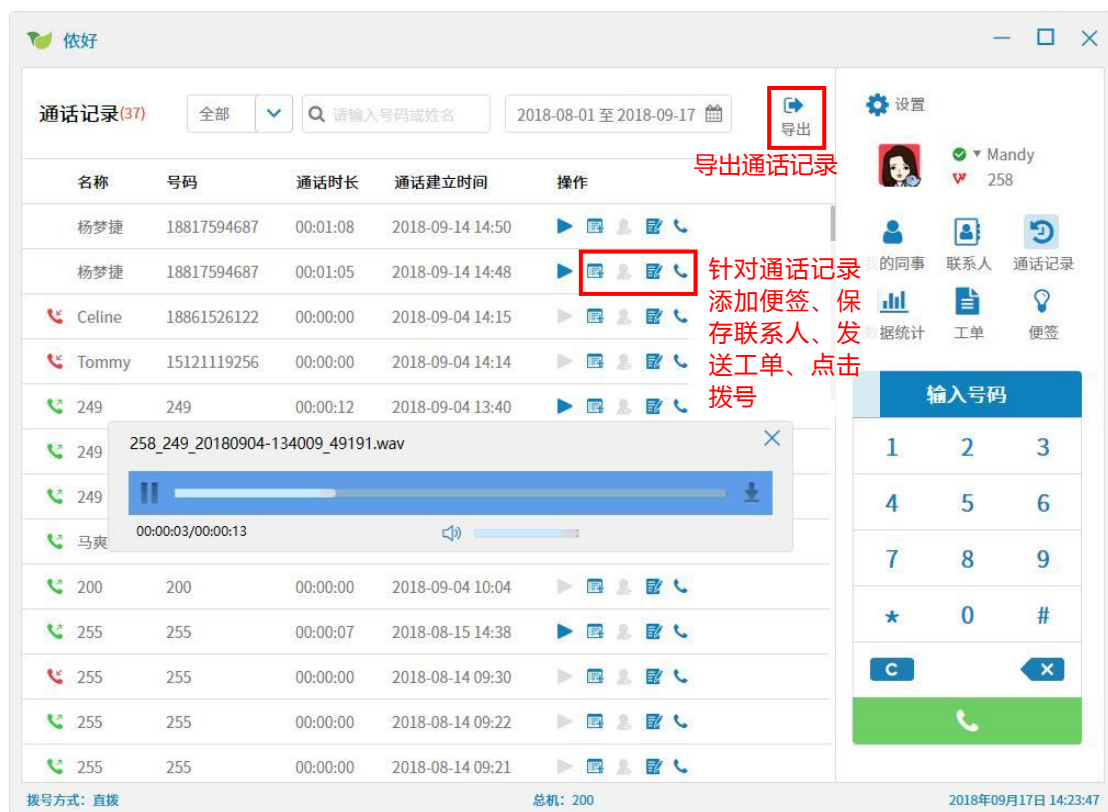 侬好
通话记录(37)
全部
请输入号码或姓名
2018-08-01 至 2018-09-17
导出
导出通话记录
设置
Mandy
258
名称 号码 通话时长 通话建立时间 操作
杨梦捷 18817594687 00:01:08 2018-09-14 14:50
杨梦捷 18817594687 00:01:05 2018-09-14 14:48
Celine 18861526122 00:00:00 2018-09-04 14:15
Tommy 15121119256 00:00:00 2018-09-04 14:14
249 249 00:00:12 2018-09-04 13:40
249
249
马爽
258_249_20180904-134009_49191.wav
00:00:03/00:00:13
200 200 00:00:00 2018-09-04 10:04
255 255 00:00:07 2018-08-15 14:38
255 255 00:00:00 2018-08-14 09:30
255 255 00:00:00 2018-08-14 09:22
255 255 00:00:00 2018-08-14 09:21
针对通话记录
添加便签、保
存联系人、发
送工单、点击
拨号
的同事 联系人 通话记录
据统计 工单 便签
输入号码
1 2 3
4 5 6
7 8 9
* 0 #
C
拨号方式：直拨
总机：200
2018年09月17日 14:23:47